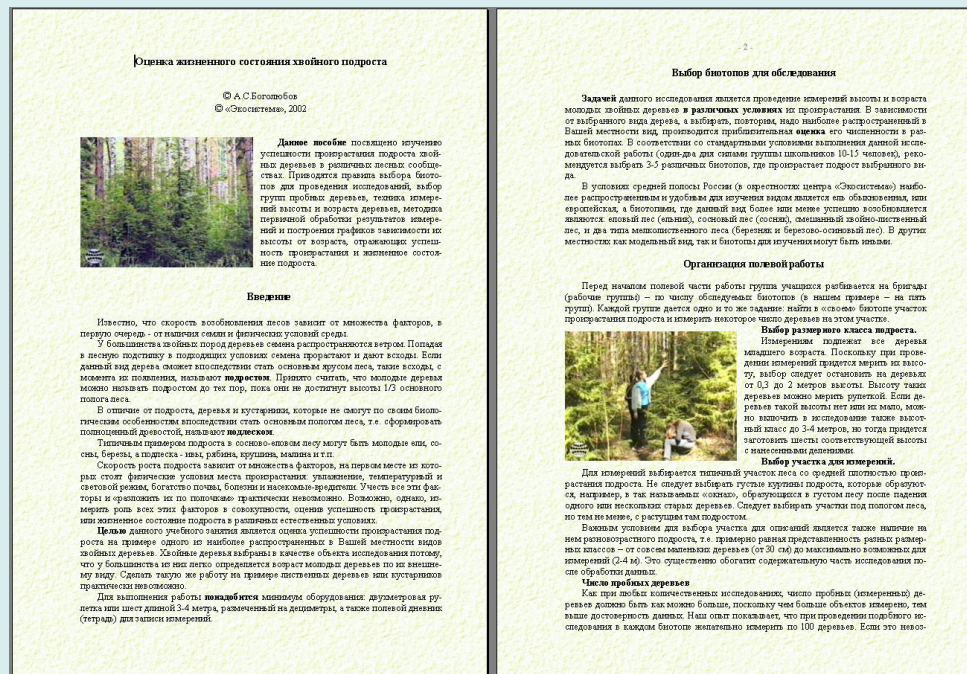 Оценка жизненного состояния хвойного подроста
© А.С.Боголюбов
© «Экосистема», 2002
Данное пособие посвящено изучению
успешности произрастания подроста хвой-
ных деревьев в различных лесных сообще-
ствах. Приводятся правила выбора биото-
пов для проведения исследований, выбор
групп пробных деревьев, техника измере-
ний высоты и возраста деревьев, методика
первичной обработки результатов измере-
ний и построения графиков зависимости их
высоты от возраста, отражающих успеш-
ность произрастания и жизненное состоя-
ние подроста.
Введение
Известно, что скорость возобновления лесов зависит от множества факторов, в
первую очередь - от наличия семян и физических условий среды.
У большинства хвойных пород деревьев семена распространяются ветром. Попадая
в лесную подстилку в подходящих условиях семена прорастают и дают всходы. Если
данный вид дерева сможет впоследствии стать основным ярусом леса, такие всходы, с
момента их появления, называют подростом. Принято считать, что молодые деревья
можно называть подростом до тех пор, пока они не достигнут высоты 1/3 основного
полога леса.
В отличие от подроста, деревья и кустарники, которые не смогут по своим биоло-
гическим особенностям впоследствии стать основным пологом леса, т.е. сформировать
полноценный древостой, называют подлеском.
Типичным примером подроста в сосново-еловом лесу могут быть молодые ели, со-
сны, березы, а подлеска - ивы, рябина, крушина, малина и т.п.
Скорость роста подроста зависит от множества факторов, на первом месте из кото-
рых стоят физические условия места произрастания: увлажнение, температурный и
световой режим, богатство почвы, болезни и насекомые-вредители. Учесть все эти фак-
торы и «разложить их по полочкам» практически невозможно. Возможно, однако, из-
мерить роль всех этих факторов в совокупности, оценив успешность произрастания,
или жизненное состояние подроста в различных естественных условиях.
Целью данного учебного занятия является оценка успешности произрастания под-
роста на примере одного из наиболее распространенных в Вашей местности видов
хвойных деревьев. Хвойные деревья выбраны в качестве объекта исследования потому,
что у большинства из них легко определяется возраст молодых деревьев по их внешне-
му виду. Сделать такую же работу на примере лиственных деревьев или кустарников
практически невозможно.
Для выполнения работы понадобится минимум оборудования: двухметровая ру-
летка или шест длиной 3-4 метра, размеченный на дециметры, а также полевой дневник
(тетрадь) для записи измерений.
- 2 -
Выбор биотопов для обследования
Задачей данного исследования является проведение измерений высоты и возраста
молодых хвойных деревьев в различных условиях их произрастания. В зависимости
от выбранного вида дерева, а выбирать, повторим, надо наиболее распространенный в
Вашей местности вид, производится приблизительная оценка его численности в раз-
ных биотопах. В соответствии со стандартными условиями выполнения данной иссле-
довательской работы (один-два дня силами группы школьников 10-15 человек), реко-
мендуется выбрать 3-5 различных биотопов, где произрастает подрост выбранного ви-
да.
В условиях средней полосы России (в окрестностях центра «Экосистема») наибо-
лее распространенным и удобным для изучения видом является ель обыкновенная, или
европейская, а биотопами, где данный вид более или менее успешно возобновляется
являются: еловый лес (ельник), сосновый лес (сосняк), смешанный хвойно-лиственный
лес, и два типа мелколиственного леса (березняк и березово-осиновый лес). В других
местностях как модельный вид, так и биотопы для изучения могут быть иными.
Организация полевой работы
Перед началом полевой части работы группа учащихся разбивается на бригады
(рабочие группы) – по числу обследуемых биотопов (в нашем примере – на пять
групп). Каждой группе дается одно и то же задание: найти в «своем» биотопе участок
произрастания подроста и измерить некоторое число деревьев на этом участке.
Выбор размерного класса подроста.
Измерениям подлежат все деревья
младшего возраста. Поскольку при прове-
дении измерений придется мерить их высо-
ту, выбор следует остановить на деревьях
от 0,3 до 2 метров высоты. Высоту таких
деревьев можно мерить рулеткой. Если де-
ревьев такой высоты нет или их мало, мож-
но включить в исследование также высот-
ный класс до 3-4 метров, но тогда придется
заготовить шесты соответствующей высоты
с нанесенными делениями.
Выбор участка для измерений.
Для измерений выбирается типичный участок леса со средней плотностью произ-
растания подроста. Не следует выбирать густые куртины подроста, которые образуют-
ся, например, в так называемых «окнах», образующихся в густом лесу после падения
одного или нескольких старых деревьев. Следует выбирать участки под пологом леса,
но тем не менее, с растущим там подростом.
Важным условием для выбора участка для описаний является также наличие на
нем разновозрастного подроста, т.е. примерно равная представленность разных размер-
ных классов – от совсем маленьких деревьев (от 30 см) до максимально возможных для
измерений (2-4 м). Это существенно обогатит содержательную часть исследования по-
сле обработки данных.
Число пробных деревьев
Как при любых количественных исследованиях, число пробных (измеренных) де-
ревьев должно быть как можно больше, поскольку чем больше объектов измерено, тем
выше достоверность данных. Наш опыт показывает, что при проведении подобного ис-
следования в каждом биотопе желательно измерить по 100 деревьев. Если это невоз-